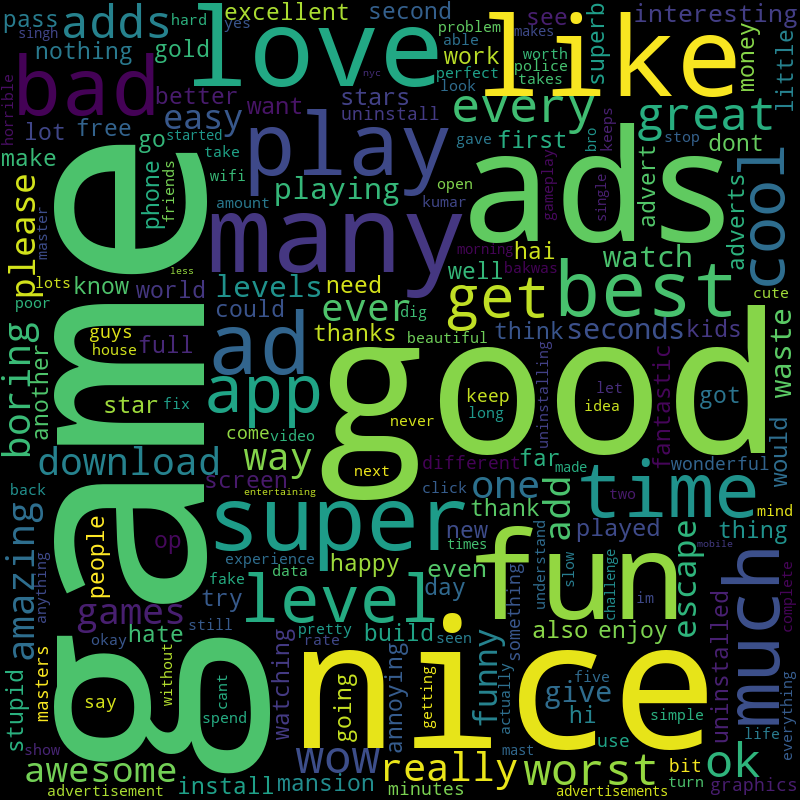 pass
singh
hard
adds
nothing
yes
gold
bad
horrible
lot
free
make
better
easy
go
started
take
wifi
excellent
love
second
stars
want
uninstall
problem
able
work
perfect
look
like
makes
worth
police
takes
nyc
superb
see
interesting
money
little
every
first
gave
bro
keeps
stop
great
dont
play
playing
open
ads
gameplay
single
advert
adverts
cool
game
phone
friends
amount
many
kumar
morning
hai
bakwas
watch
please
master
lots
know
world
less
could
levels
need
ever
well
get
dig
best
think
seconds
kids
cute
waste
poor
boring
another
guys
house
full
ad
thanks
beautiful
good
uninstalling
fantastic
star
fix
app
keep
long
let
idea
got
would
never
come
video
way
next
different
far
made
wonderful
download
screen
entertaining
click
one
time
two
mind
back
amazing
anything
people
op
super
thank
new
add
played
thing
times
understand
slow
challenge
mobile
im
escape
experience
happy
even
fake
data
try
day
fun
games
level
hate
still
pretty
build
seen
funny
something
also
enjoy
uninstalled
much
complete
okay
rate
stupid
masters
say
without
cant
spend
watching
nice
going
annoying
getting
actually
five
give
simple
hi
life
everything
show
awesome
wow
really
mast
use
worst
bit
ok
turn
graphics
advertisement
install
mansion
minutes
advertisements